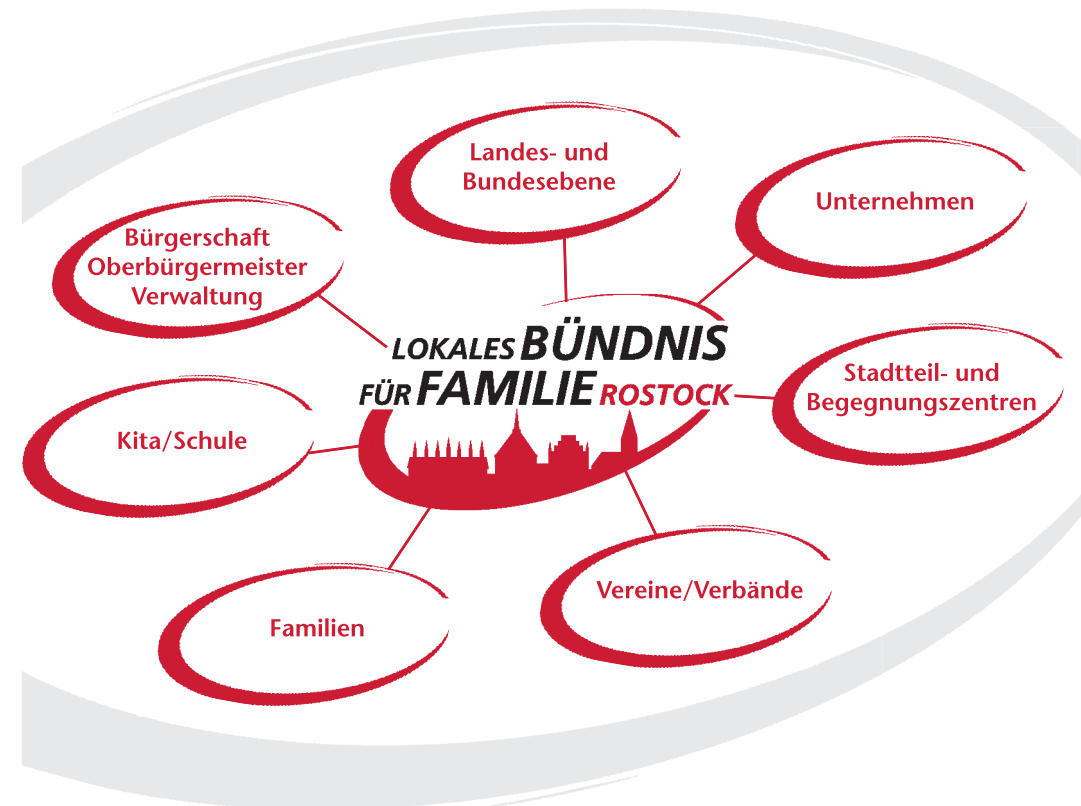 Landes- und
Bundesebene
Unternehmen
Bürgerschaft
Oberbürgermeister
Verwaltung
LOKALES BÜNDNIS
FÜR FAMILIE ROSTOCK
Stadtteil- und
Begegnungszentren
Kita/Schule
Vereine/Verbände
Familien